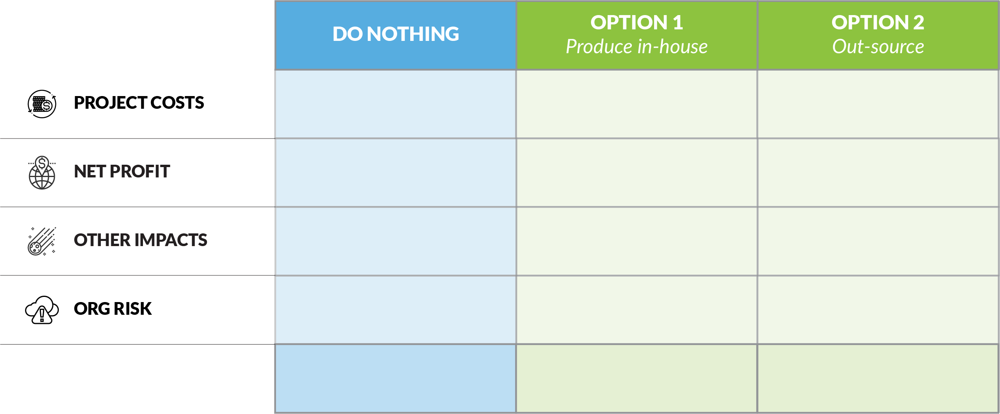 DO NOTHING
OPTION 1
Produce in-house
OPTION 2
Out-source
PROJECT COSTS
NET PROFIT
OTHER IMPACTS
ORG RISK